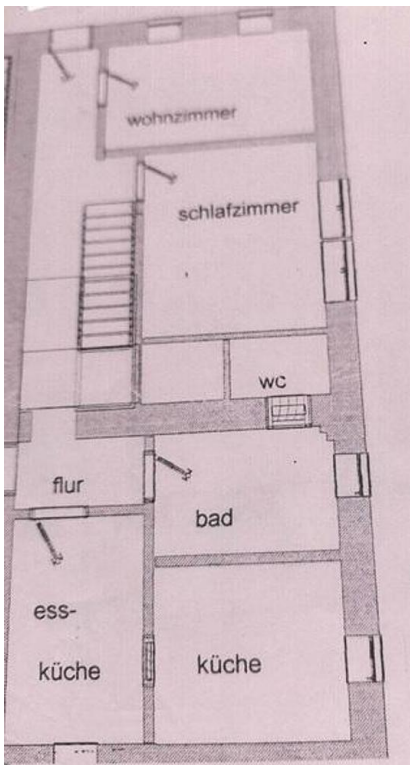 wohnzimmer
schlafzimmer
wc
flur
bad
ess-
küche
küche